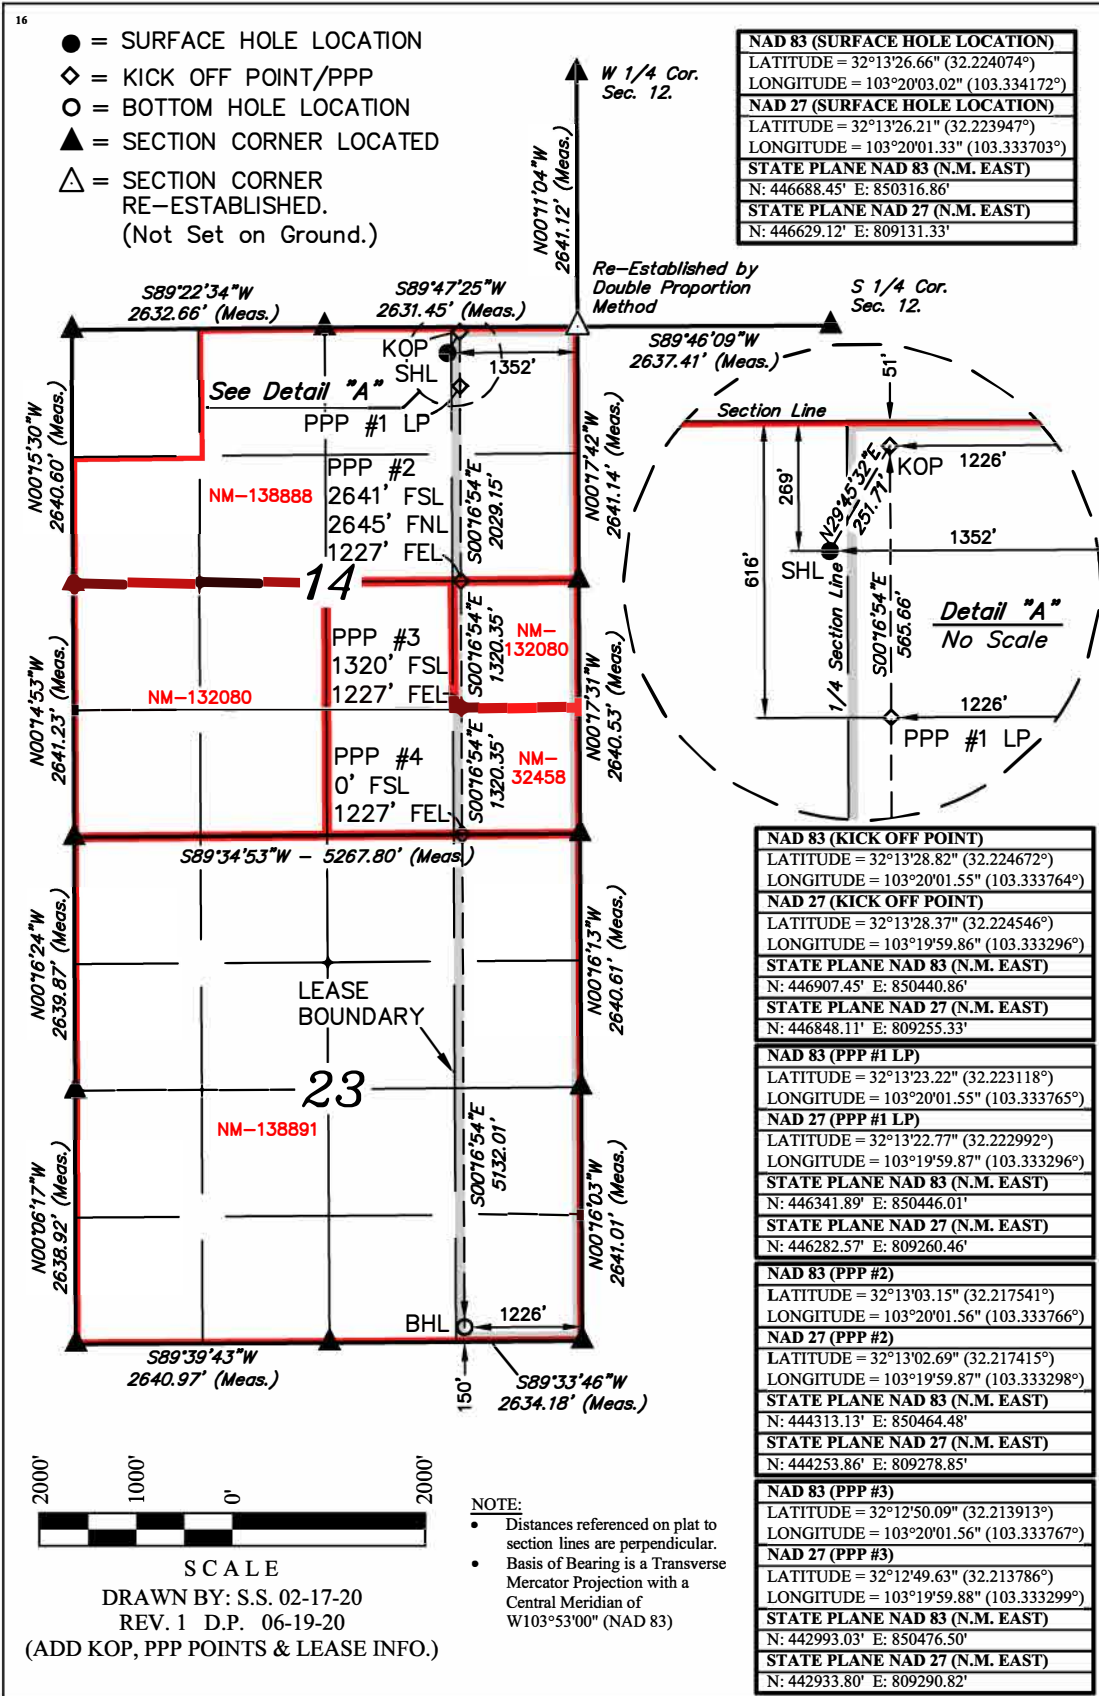 16
● = SURFACE HOLE LOCATION
◇ = KICK OFF POINT/PPP
○ = BOTTOM HOLE LOCATION
▲ = SECTION CORNER LOCATED
△ = SECTION CORNER
RE-ESTABLISHED.
(Not Set on Ground.)
W 1/4 Cor.
Sec. 12.
N00°11'04"W
2641.12' (Meas.)
NAD 83 (SURFACE HOLE LOCATION)
LATITUDE = 32°13'26.66" (32.224074°)
LONGITUDE = 103°20'03.02" (103.334172°)
NAD 27 (SURFACE HOLE LOCATION)
LATITUDE = 32°13'26.21" (32.223947°)
LONGITUDE = 103°20'01.33" (103.333703°)
STATE PLANE NAD 83 (N.M. EAST)
N: 446688.45' E: 850316.86'
STATE PLANE NAD 27 (N.M. EAST)
N: 446629.12' E: 809131.33'
S89°22'34"W
2632.66' (Meas.)
S89°47'25"W
2631.45' (Meas.)
Re-Established by
Double Proportion
Method
S 1/4 Cor.
Sec. 12.
S89°46'09"W
2637.41' (Meas.)
KOP
SHL
1352'
See Detail "A"
PPP #1 LP
N00°15'30"W
2640.60' (Meas.)
NM-138888
PPP #2
2641' FSL
2645' FNL
1227' FEL
S00°16'54"E
2029.15'
N00°17'42"W
2641.14' (Meas.)
14
PPP #3
1320' FSL
1227' FEL
S00°16'54"E
1320.35'
NM-
132080
NM-132080
N00°14'53"W
2641.23' (Meas.)
N00°17'31"W
2640.53' (Meas.)
PPP #4
0' FSL
1227' FEL
S00°16'54"E
1320.35'
NM-
32458
S89°34'53"W - 5267.80' (Meas.)
Section Line
51'
KOP
1226'
269'
N29°45'32"E
251.71'
1352'
616'
SHL
1/4 Section Line
S00°16'54"E
565.66'
Detail "A"
No Scale
1226'
PPP #1 LP
N00°16'24"W
2639.87' (Meas.)
N00°16'13"W
2640.61' (Meas.)
LEASE
BOUNDARY
23
NM-138891
S00°16'54"E
5132.01'
N00°06'17"W
2638.92' (Meas.)
N00°16'03"W
2641.01' (Meas.)
BHL
1226'
150'
S89°39'43"W
2640.97' (Meas.)
S89°33'46"W
2634.18' (Meas.)
NAD 83 (KICK OFF POINT)
LATITUDE = 32°13'28.82" (32.224672°)
LONGITUDE = 103°20'01.55" (103.333764°)
NAD 27 (KICK OFF POINT)
LATITUDE = 32°13'28.37" (32.224546°)
LONGITUDE = 103°19'59.86" (103.333296°)
STATE PLANE NAD 83 (N.M. EAST)
N: 446907.45' E: 850440.86'
STATE PLANE NAD 27 (N.M. EAST)
N: 446848.11' E: 809255.33'
NAD 83 (PPP #1 LP)
LATITUDE = 32°13'23.22" (32.223118°)
LONGITUDE = 103°20'01.55" (103.333765°)
NAD 27 (PPP #1 LP)
LATITUDE = 32°13'22.77" (32.222992°)
LONGITUDE = 103°19'59.87" (103.333296°)
STATE PLANE NAD 83 (N.M. EAST)
N: 446341.89' E: 850446.01'
STATE PLANE NAD 27 (N.M. EAST)
N: 446282.57' E: 809260.46'
NAD 83 (PPP #2)
LATITUDE = 32°13'03.15" (32.217541°)
LONGITUDE = 103°20'01.56" (103.333766°)
NAD 27 (PPP #2)
LATITUDE = 32°13'02.69" (32.217415°)
LONGITUDE = 103°19'59.87" (103.333298°)
STATE PLANE NAD 83 (N.M. EAST)
N: 444313.13' E: 850464.48'
STATE PLANE NAD 27 (N.M. EAST)
N: 444253.86' E: 809278.85'
NAD 83 (PPP #3)
LATITUDE = 32°12'50.09" (32.213913°)
LONGITUDE = 103°20'01.56" (103.333767°)
NAD 27 (PPP #3)
LATITUDE = 32°12'49.63" (32.213786°)
LONGITUDE = 103°19'59.88" (103.333299°)
STATE PLANE NAD 83 (N.M. EAST)
N: 442993.03' E: 850476.50'
STATE PLANE NAD 27 (N.M. EAST)
N: 442933.80' E: 809290.82'
2000'
1000'
0'
2000'
SCALE
DRAWN BY: S.S. 02-17-20
REV. 1 D.P. 06-19-20
(ADD KOP, PPP POINTS & LEASE INFO.)
NOTE:
• Distances referenced on plat to
section lines are perpendicular.
• Basis of Bearing is a Transverse
Mercator Projection with a
Central Meridian of
W103°53'00" (NAD 83)